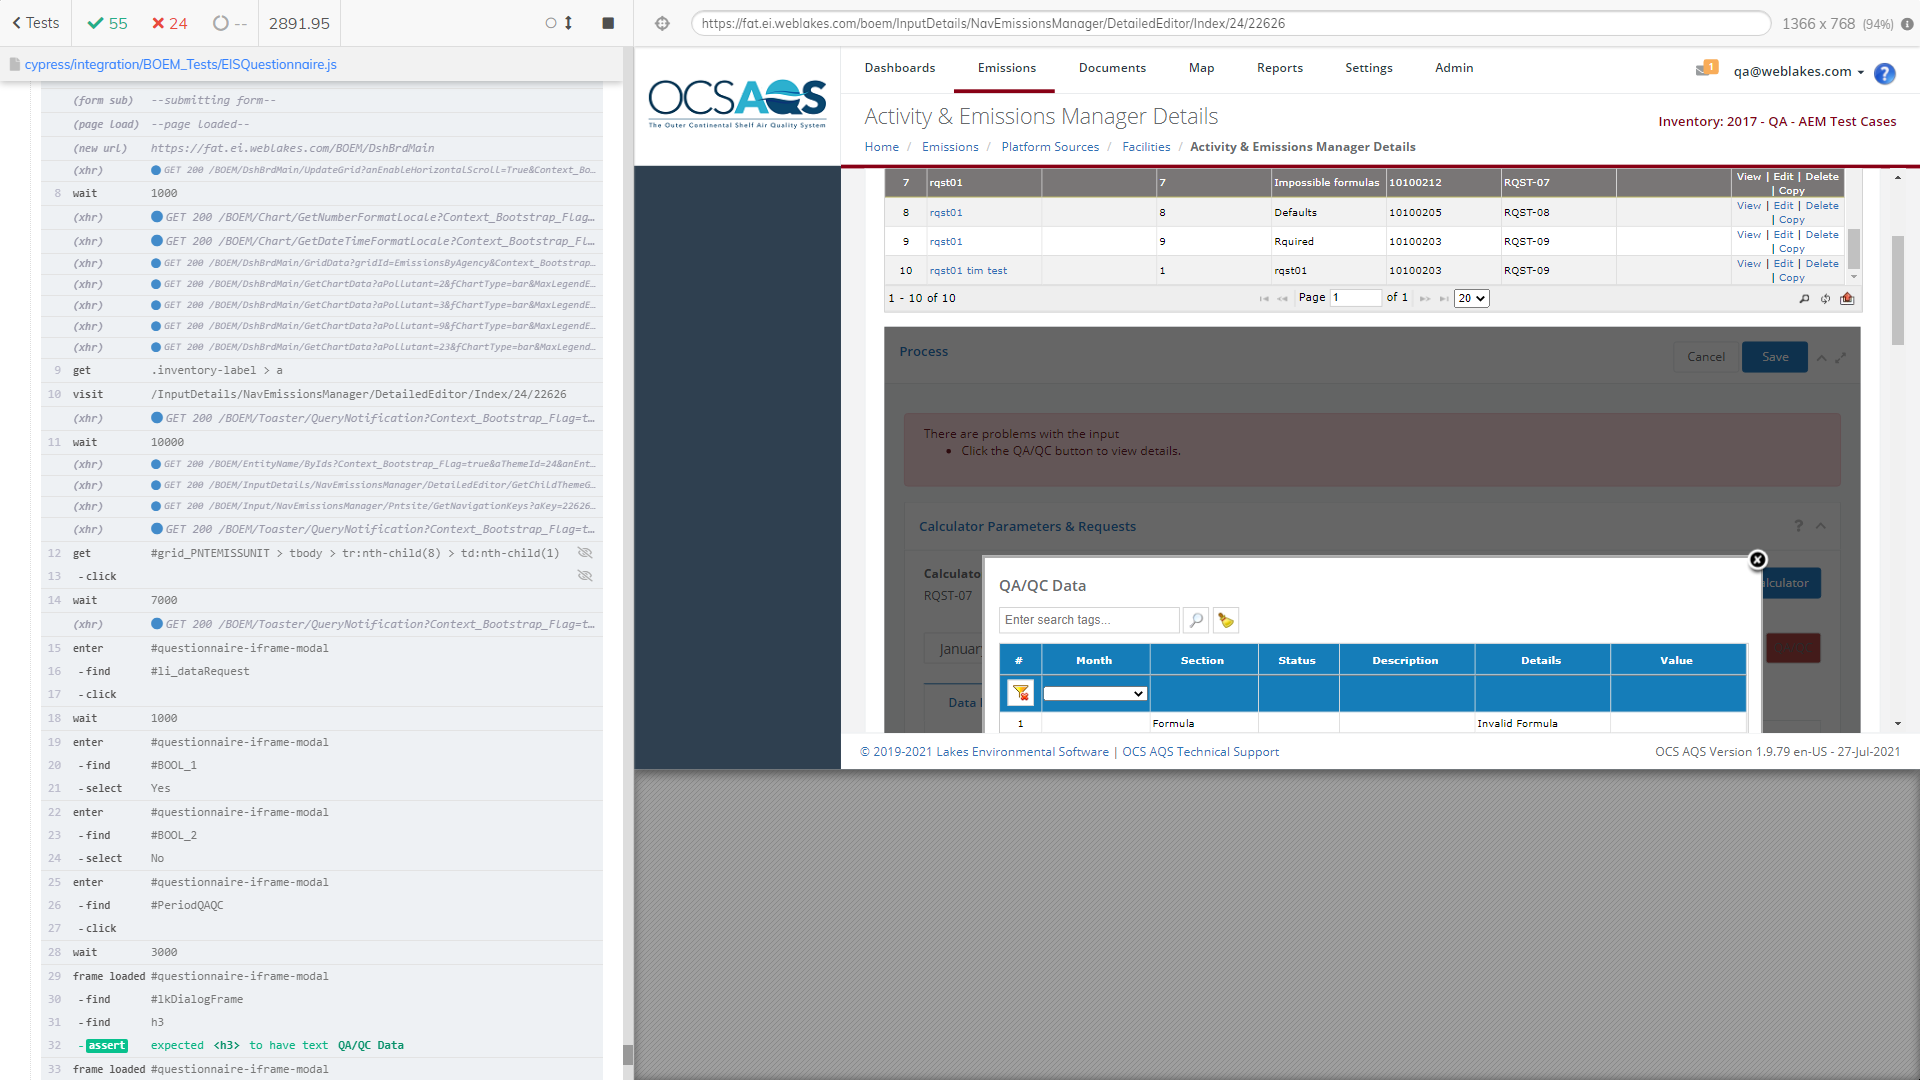 Tests
55
24
--
2891.95
cypress/integration/BOEM_Tests/EISQuestionnaire.js
(form sub) --submitting form--
(page load) --page loaded--
(new url) https://fat.ei.weblakes.com/BOEM/DshBrdMain
(xhr) GET 200 /BOEM/DshBrdMain/UpdateGrid?anEnableHorizontalScroll=True&Context_Bo...
8 wait 1000
(xhr) GET 200 /BOEM/Chart/GetNumberFormatLocale?Context_Bootstrap_Flag...
(xhr) GET 200 /BOEM/Chart/GetDateTimeFormatLocale?Context_Bootstrap_Fl...
(xhr) GET 200 /BOEM/DshBrdMain/GridData?gridId=EmissionsByAgency&Context_Bootstrap...
(xhr) GET 200 /BOEM/DshBrdMain/GetChartData?aPollutant=2&fChartType=bar&MaxLegendE...
(xhr) GET 200 /BOEM/DshBrdMain/GetChartData?aPollutant=3&fChartType=bar&MaxLegendE...
(xhr) GET 200 /BOEM/DshBrdMain/GetChartData?aPollutant=9&fChartType=bar&MaxLegendE...
(xhr) GET 200 /BOEM/DshBrdMain/GetChartData?aPollutant=23&fChartType=bar&MaxLegend...
9 get .inventory-label > a
10 visit /InputDetails/NavEmissionsManager/DetailedEditor/Index/24/22626
(xhr) GET 200 /BOEM/Toaster/QueryNotification?Context_Bootstrap_Flag=t...
11 wait 10000
(xhr) GET 200 /BOEM/EntityName/ByIds?Context_Bootstrap_Flag=true&aThemeId=24&anEnt...
(xhr) GET 200 /BOEM/InputDetails/NavEmissionsManager/DetailedEditor/GetChildThemeG...
(xhr) GET 200 /BOEM/Input/NavEmissionsManager/Pntsite/GetNavigationKeys?aKey=22626...
(xhr) GET 200 /BOEM/Toaster/QueryNotification?Context_Bootstrap_Flag=t...
12 get #grid_PNTEMISSUNIT > tbody > tr:nth-child(8) > td:nth-child(1)
13 -click
14 wait 7000
(xhr) GET 200 /BOEM/Toaster/QueryNotification?Context_Bootstrap_Flag=t...
15 enter #questionnaire-iframe-modal
16 -find #li_dataRequest
17 -click
18 wait 1000
19 enter #questionnaire-iframe-modal
20 -find #BOOL_1
21 -select Yes
22 enter #questionnaire-iframe-modal
23 -find #BOOL_2
24 -select No
25 enter #questionnaire-iframe-modal
26 -find #PeriodQAQC
27 -click
28 wait 3000
29 frame loaded #questionnaire-iframe-modal
30 -find #lkDialogFrame
31 -find h3
32 -assert expected <h3> to have text QA/QC Data
33 frame loaded #questionnaire-iframe-modal
https://fat.ei.weblakes.com/boem/InputDetails/NavEmissionsManager/DetailedEditor/Index/24/22626
1366 x 768 (94%)
OCSAQS
The Outer Continental Shelf Air Quality System
Dashboards Emissions Documents Map Reports Settings Admin
1
qa@weblakes.com
Activity & Emissions Manager Details
Inventory: 2017 - QA - AEM Test Cases
Home / Emissions / Platform Sources / Facilities / Activity & Emissions Manager Details
7 rqst01 7 Impossible formulas 10100212 RQST-07 View | Edit | Delete | Copy
8 rqst01 8 Defaults 10100205 RQST-08 View | Edit | Delete | Copy
9 rqst01 9 Rquired 10100203 RQST-09 View | Edit | Delete | Copy
10 rqst01 tim test 1 rqst01 10100203 RQST-09 View | Edit | Delete | Copy
1 - 10 of 10
Page 1 of 1
20
Process
Cancel
Save
There are problems with the input
• Click the QA/QC button to view details.
Calculator Parameters & Requests
?
Calculato
RQST-07
lculator
Januar
Data
QA/QC Data
Enter search tags...
# Month Section Status Description Details Value
1 Formula Invalid Formula
© 2019-2021 Lakes Environmental Software | OCS AQS Technical Support
OCS AQS Version 1.9.79 en-US - 27-Jul-2021